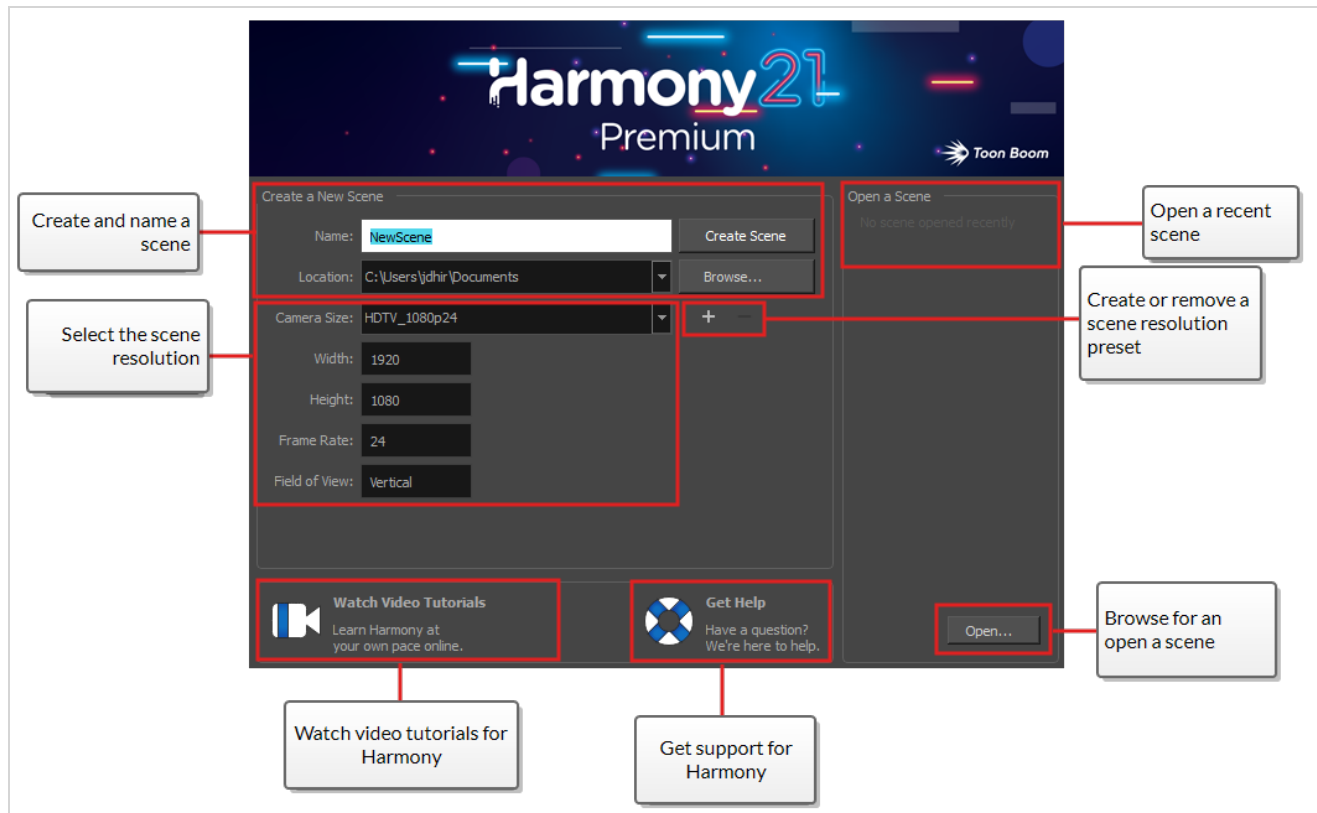 Harmony 21
Premium
Toon Boom
Create and name a
scene
Create a New Scene
Name: NewScene Create Scene
Location: C:\Users\jdhir\Documents Browse...
Open a Scene
No scene opened recently
Open a recent
scene
Select the scene
resolution
Camera Size: HDTV_1080p24 + −
Width: 1920
Height: 1080
Frame Rate: 24
Field of View: Vertical
Create or remove a
scene resolution
preset
Watch Video Tutorials
Learn Harmony at
your own pace online.
Get Help
Have a question?
We're here to help.
Open...
Browse for an
open a scene
Watch video tutorials for
Harmony
Get support for
Harmony